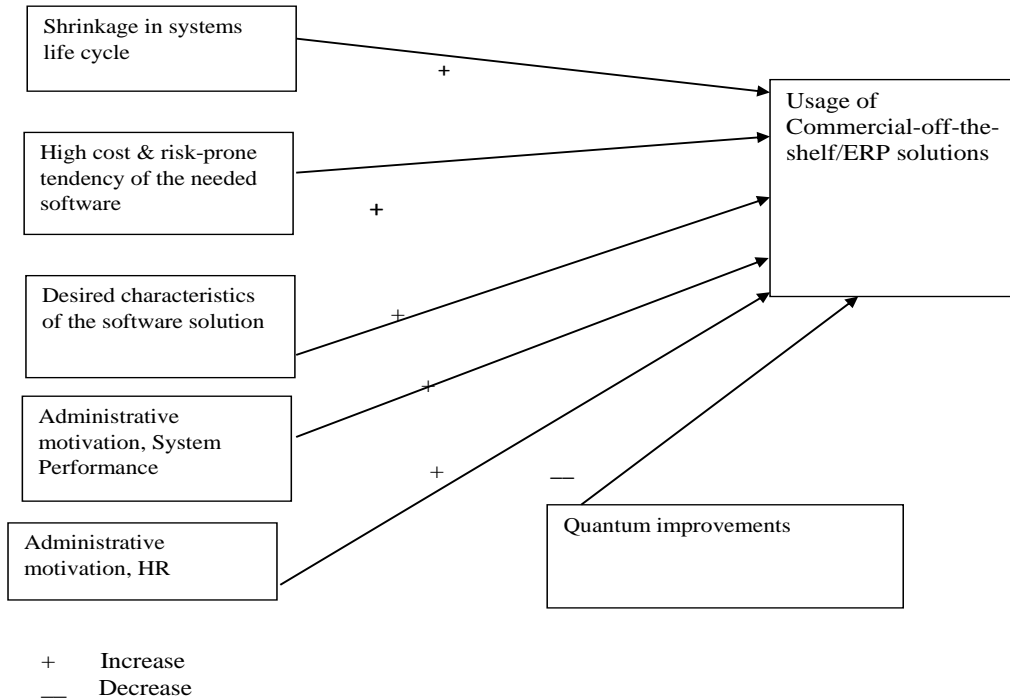 Shrinkage in systems
life cycle
+
Usage of
Commercial-off-the-
shelf/ERP solutions
High cost & risk-prone
tendency of the needed
software
+
Desired characteristics
of the software solution
+
Administrative
motivation, System
Performance
+
Administrative
motivation, HR
+
__
Quantum improvements
+ Increase
__ Decrease